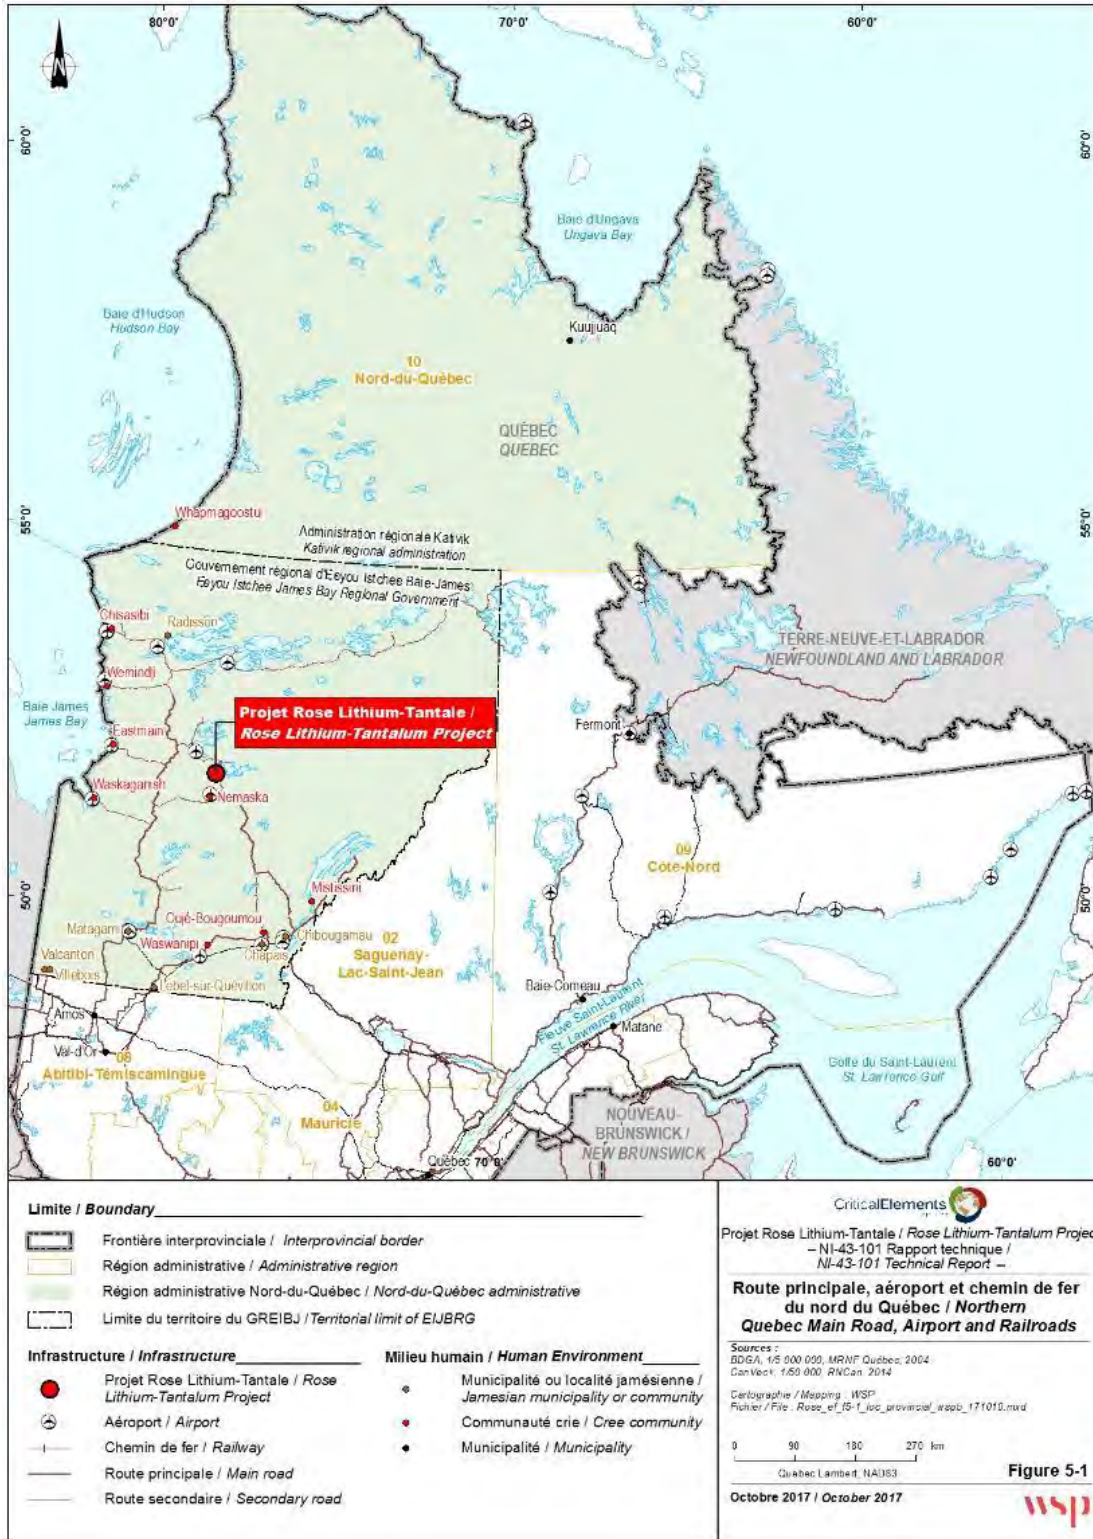 80°0'
70°0'
60°0'
N
60°0'
60°0'
Baie d'Ungava
Ungava Bay
Baie d'Hudson
Hudson Bay
Kuujjuaq
10
Nord-du-Québec
QUÉBEC
QUEBEC
55°0'
55°0'
Whapmagoostui
Administration régionale Kativik
Kativik regional administration
Gouvernement régional d'Eeyou Istchee Baie-James
Eeyou Istchee James Bay Regional Government
Chisasibi
Radisson
TERRE-NEUVE-ET-LABRADOR
NEWFOUNDLAND AND LABRADOR
Wemindji
Baie James
James Bay
Projet Rose Lithium-Tantale /
Rose Lithium-Tantalum Project
Fermont
Eastmain
Waskaganish
Nemaska
09
Côte-Nord
50°0'
50°0'
Mistissini
Oujé-Bougoumou
Matagami
Chibougamau
Waswanipi
Chapais
02
Saguenay-
Lac-Saint-Jean
Valcanton
Villebois
Lebel-sur-Quévillon
Baie-Comeau
Fleuve Saint-Laurent
St. Lawrence River
Amos
Matane
Val-d'Or
08
Abitibi-Témiscamingue
Golfe du Saint-Laurent
St. Lawrence Gulf
04
Mauricie
NOUVEAU-
BRUNSWICK /
NEW BRUNSWICK
Québec
70°0'
60°0'
Limite / Boundary
Frontière interprovinciale / Interprovincial border
Région administrative / Administrative region
Région administrative Nord-du-Québec / Nord-du-Québec administrative
Limite du territoire du GREIBJ / Territorial limit of EIJBRG
Infrastructure / Infrastructure
Projet Rose Lithium-Tantale / Rose
Lithium-Tantalum Project
Aéroport / Airport
Chemin de fer / Railway
Route principale / Main road
Route secondaire / Secondary road
Milieu humain / Human Environment
Municipalité ou localité jamésienne /
Jamesian municipality or community
Communauté crie / Cree community
Municipalité / Municipality
CriticalElements
Projet Rose Lithium-Tantale / Rose Lithium-Tantalum Project
– NI-43-101 Rapport technique /
NI-43-101 Technical Report –
Route principale, aéroport et chemin de fer
du nord du Québec / Northern
Quebec Main Road, Airport and Railroads
Sources :
BDGA, 1/5 000 000, MRNF Québec, 2004
CanVec+, 1/50 000, RNCan, 2014
Cartographie / Mapping : WSP
Fichier / File : Rose_ef_f5-1_loc_provincial_wspb_171010.mxd
0 90 180 270 km
Québec Lambert, NAD83
Figure 5-1
Octobre 2017 / October 2017
wsp